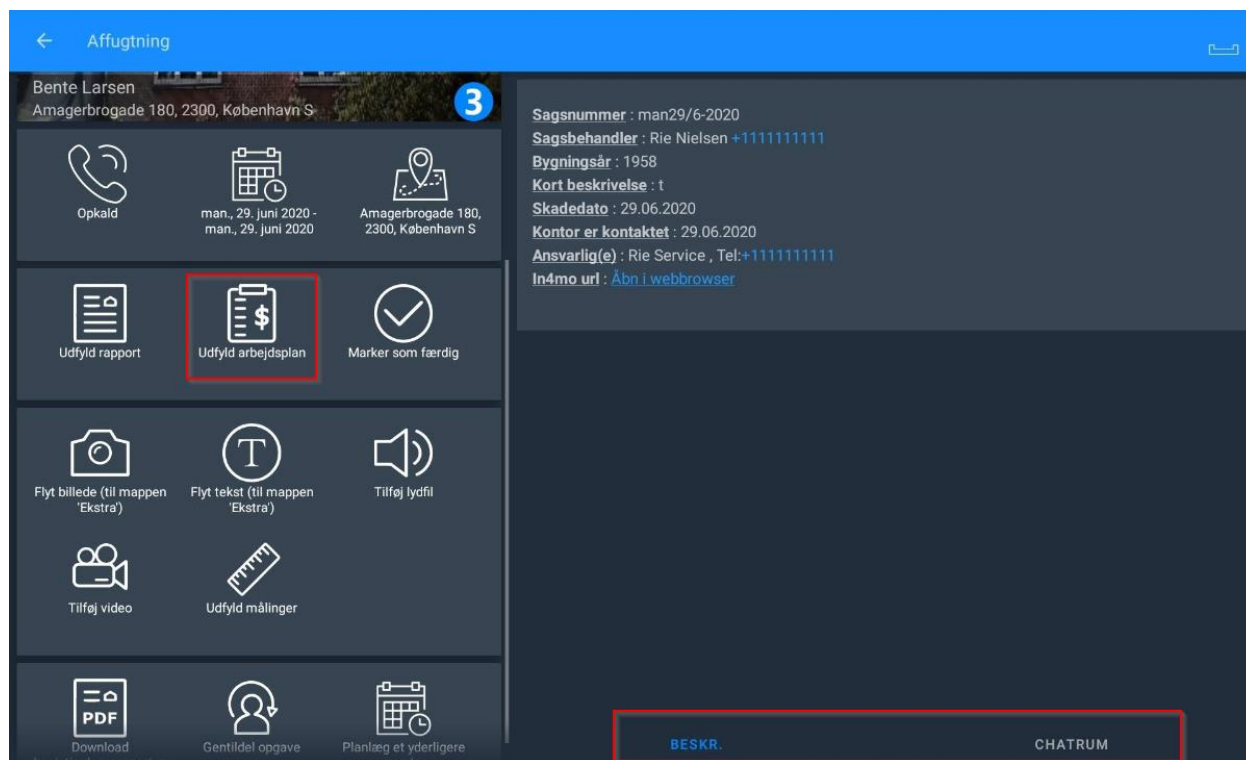 Affugtning
Bente Larsen
Amagerbrogade 180, 2300, København S
3
Opkald
man., 29. juni 2020 -
man., 29. juni 2020
Amagerbrogade 180,
2300, København S
Udfyld rapport
Udfyld arbejdsplan
Marker som færdig
Flyt billede (til mappen
'Ekstra')
Flyt tekst (til mappen
'Ekstra')
Tilføj lydfil
Tilføj video
Udfyld målinger
PDF
Download
Gentildel opgave
Planlæg et yderligere
Sagsnummer : man29/6-2020
Sagsbehandler : Rie Nielsen +1111111111
Bygningsår : 1958
Kort beskrivelse : t
Skadedato : 29.06.2020
Kontor er kontaktet : 29.06.2020
Ansvarlig(e) : Rie Service , Tel:+1111111111
In4mo url : Åbn i webbrowser
BESKR.
CHATRUM